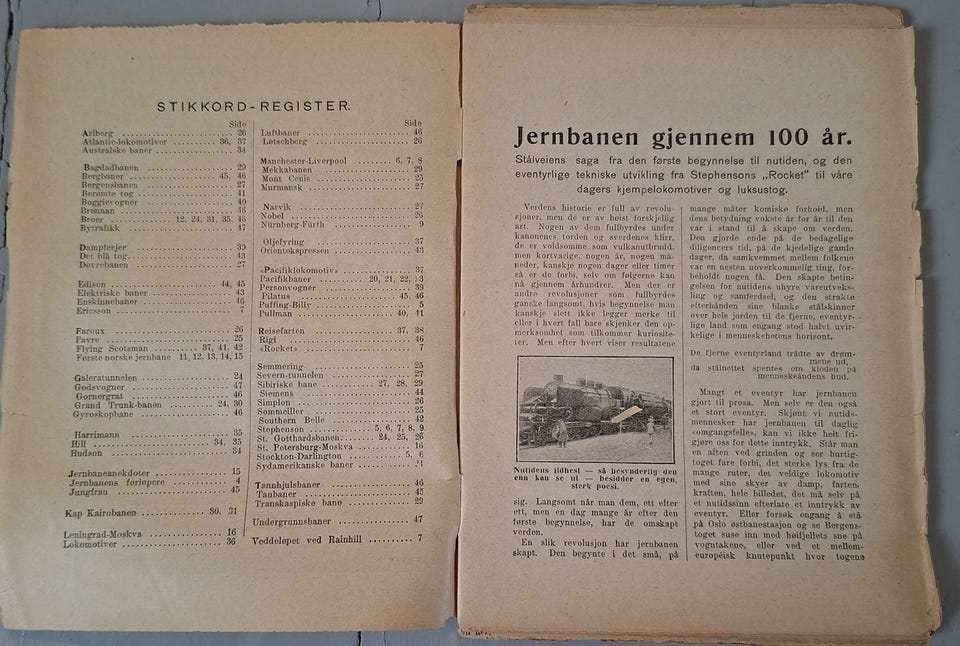 STIKKORD-REGISTER.
Side
Arlberg 26
Atlantic-lokomotiver 36, 37
Australske baner 34
Bagdadbanen 29
Bergbaner 45, 46
Bergensbanen 27
Berømte tog 41
Boggievogner 40
Brennan 46
Broer 12, 24, 31, 35, 45
Bytrafikk 47
Dampferjer 39
Det blå tog 43
Dovrebanen 27
Edison 44, 45
Elektriske baner 43
Enskinnebaner 46
Ericsson 7
Faroux 26
Favre 25
Flying Scotsman 37, 41, 42
Første norske jernbane 11, 12, 13, 14, 15
Galeratunnelen 24
Godsvogner 47
Gornergrat 46
Grand Trunk-banen 24, 30
Gyroskopbane 46
Harrimann 35
Hill 34, 35
Hudson 34
Jernbaneanekdoter 15
Jernbanens forløpere 4
Jungfrau 45
Kap Kairobanen 30, 31
Leningrad-Moskva 16
Lokomotiver 36
Side
Luftbaner 46
Løtschberg 26
Manchester-Liverpool 6, 7, 8
Mekkabanen 29
Mont Cenis 25
Murmansk 27
Narvik 27
Nobel 26
Nürnberg-Fürth 9
Oljefyring 37
Orientekspressen 43
«Pacifiklokomotiv» 37
Pacifikbaner 20, 21, 22, 23
Personvogner 39
Pilatus 45, 46
Puffing-Billy 5
Pullman 40, 41
Reisefarten 37, 38
Rigi 46
«Rocket» 7
Semmering 25
Severn-tunnelen 27
Sibiriske bane 27, 28, 29
Siemens 44
Simplon 26
Sommeiller 25
Southern Belle 42
Stephenson 5, 6, 7, 8, 9
St. Gotthardsbanen 24, 25, 26
St. Petersburg-Moskva 16
Stockton-Darlington 5, 6
Sydamerikanske baner
Tannhjulsbaner 46
Taubaner 45
Transkaspiske bane 29
Undergrunnsbaner 47
Veddeløpet ved Rainhill 7
Jernbanen gjennem 100 år.
Stålveiens saga fra den første begynnelse til nutiden, og den
eventyrlige tekniske utvikling fra Stephensons „Rocket" til våre
dagers kjempelokomotiver og luksustog.
Verdens historie er full av revolu-
sjoner, men de er av høist forskjellig
art. Nogen av dem fullbyrdes under
kanonenes torden og sverdenes klirr,
de er voldsomme som vulkanutbrudd,
men kortvarige, nogen år, nogen må-
neder, kanskje nogen dager eller timer
rå er de forbi, selv om følgerne kan
nå gjennem århundrer. Men der er
andre revolusjoner som fullbyrdes
ganske langsomt, hvis begynnelse man
kanskje slett ikke legger merke til
eller i hvert fall bare skjenker den op-
merksomhet som tilkommer kuriosite-
ter. Men efter hvert viser resultatene
Nutidens ildhest — så besynderlig den
enn kan se ut — besidder en egen,
sterk poesi.
sig. Langsomt når man dem, ett efter
ett, men en dag mange år efter den
første begynnelse, har de omskapt
verden.
En slik revolusjon har jernbanen
skapt. Den begynte i det små, på
mange måter komiske forhold, men
dens betydning vokste år for år til den
var i stand til å skape om verden.
Den gjorde ende på de bedagelige
diligencers tid, på de kjedelige gamle
dager, da samkvemmet mellem folkene
var en nesten uoverkommelig ting, for-
beholdt nogen få. Den skapte betin-
gelsen for nutidens uhyre vareutveks-
ling og samferdsel, og den strakte
efterhånden sine blanke stålskinner
over hele jorden til de fjerne, eventyr-
lige land som engang stod halvt uvir-
kelige i menneskehetens horisont.
De fjerne eventyrland trådte av drøm-
mene ud,
da stålnettet spentes om kloden på
menneskeåndens bud.
Mangt et eventyr har jernbanen
gjort til prosa. Men selv er den også
et stort eventyr. Skjønt vi nutids-
mennesker har jernbanen til daglig
«omgangsfelle», kan vi ikke helt fri-
gjøre oss for dette inntrykk. Står man
en aften ved grinden og ser hurtig-
toget fare forbi, det sterke lys fra de
mange ruter, det veldige lokomotiv
med sine skyer av damp, farten,
kraften, hele billedet, det må selv på
et nutidssinn efterlate et inntrykk av
eventyr. Eller forsøk engang å stå
på Oslo østbanestasjon og se Bergens-
toget suse inn med høifjellets sne på
vogntakene, eller ved et mellem-
européisk knutepunkt hvor togene